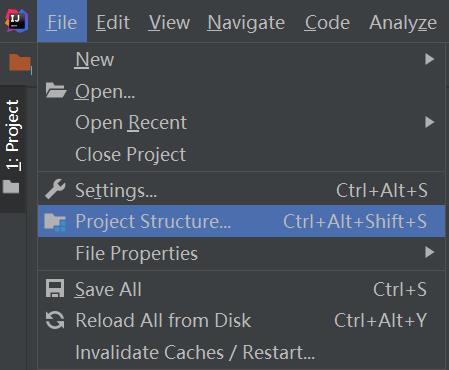 IJ File Edit View Navigate Code Analyze
New
Open...
Open Recent
Close Project
Settings... Ctrl+Alt+S
Project Structure... Ctrl+Alt+Shift+S
File Properties
Save All Ctrl+S
Reload All from Disk Ctrl+Alt+Y
Invalidate Caches / Restart...
1: Project